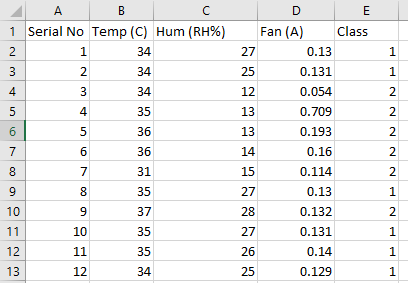 A B C D E
1 Serial No Temp (C) Hum (RH%) Fan (A) Class
2 1 34 27 0.13 1
3 2 34 25 0.131 1
4 3 34 12 0.054 2
5 4 35 13 0.709 2
6 5 36 13 0.193 2
7 6 36 14 0.16 2
8 7 31 15 0.114 2
9 8 35 27 0.13 1
10 9 37 28 0.132 2
11 10 35 27 0.131 1
12 11 35 26 0.14 1
13 12 34 25 0.129 1